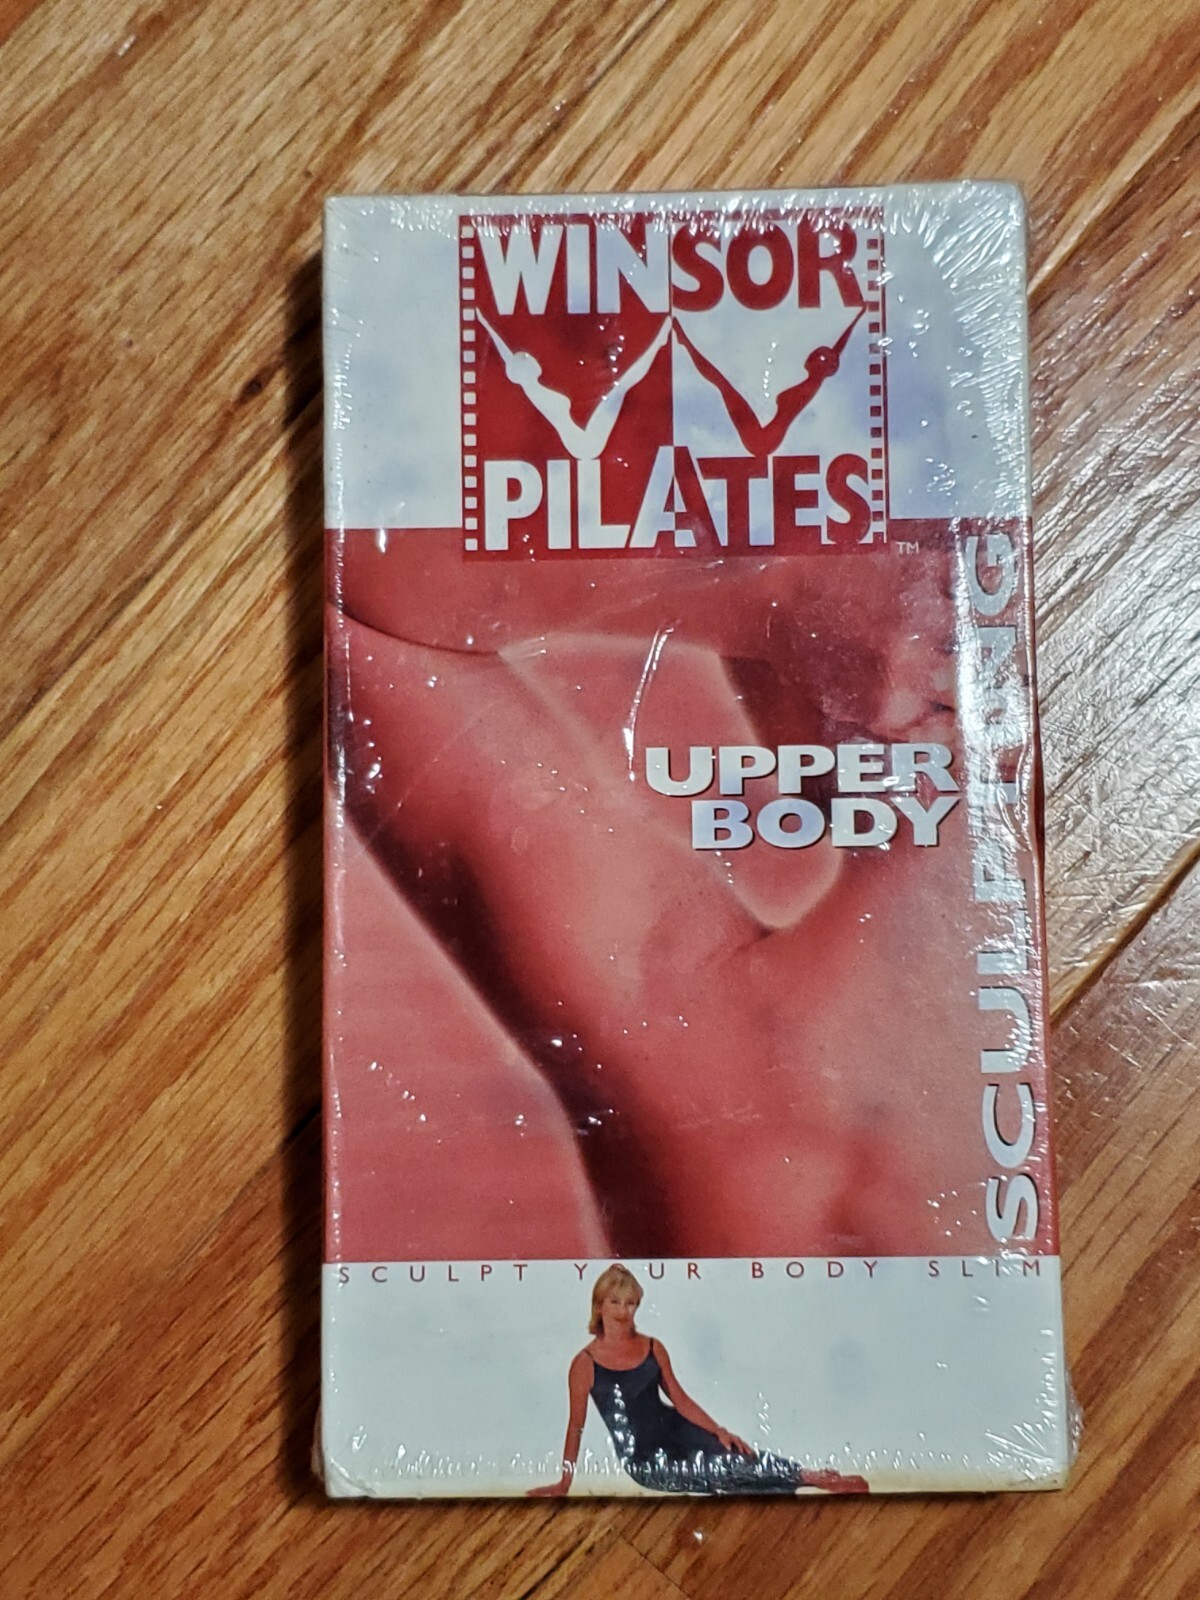 WINSOR
PILATES
TM
UPPER
BODY
SCULPTING
SCULPT YOUR BODY SLIM